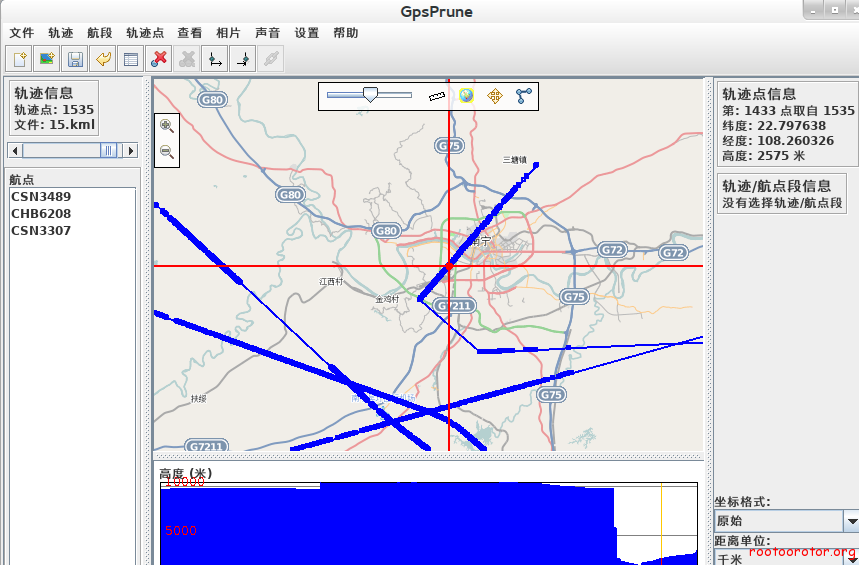 GpsPrune
文件 轨迹 航段 轨迹点 查看 相片 声音 设置 帮助
轨迹信息
轨迹点: 1535
文件: 15.kml
航点
CSN3489
CHB6208
CSN3307
G80
G75
三塘镇
G80
G80
南宁
G72
G72
江西村
金鸡村
G7211
G75
扶绥
G75
G7211
高度 (米)
10000
5000
轨迹点信息
第: 1433 点取自 1535
纬度: 22.797638
经度: 108.260326
高度: 2575 米
轨迹/航点段信息
没有选择轨迹/航点段
坐标格式:
原始
距离单位:
千米
rootoorotor.org